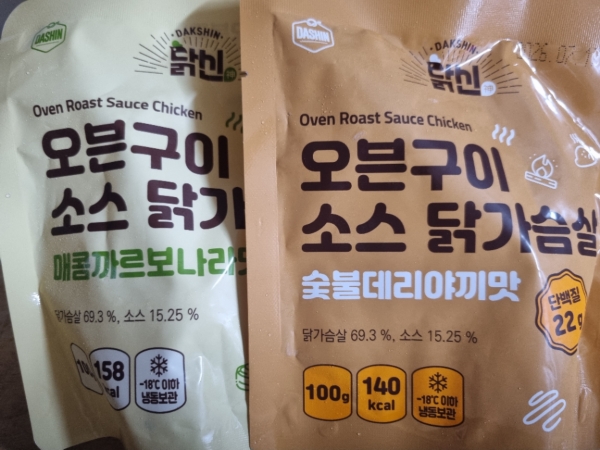 DASHIN
DAKSHIN
닭신
Oven Roast Sauce Chicken
오븐구이
소스 닭가
매콤까르보나라맛
닭가슴살 69.3 %, 소스 15.25 %
158
kcal
-18℃ 이하
냉동보관
DASHIN
DAKSHIN
닭신
Oven Roast Sauce Chicken
오븐구이
소스 닭가슴살
숯불데리야끼맛
단백질
22g
닭가슴살 69.3 %, 소스 15.25 %
100g
140
kcal
-18℃ 이하
냉동보관